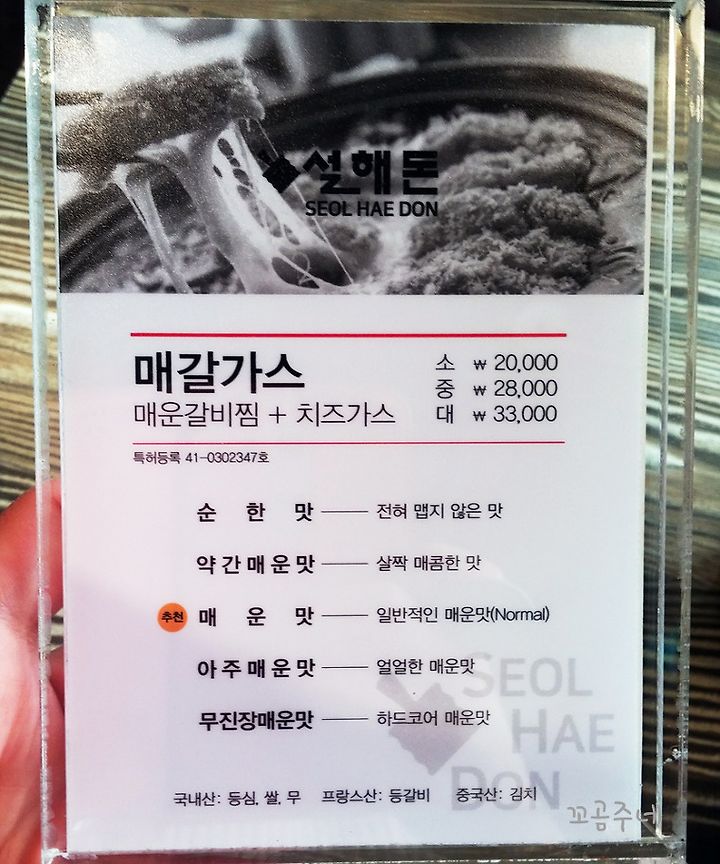 설해돈
SEOL HAE DON
매갈가스
매운갈비찜 + 치즈가스
소 ₩ 20,000
중 ₩ 28,000
대 ₩ 33,000
특허등록 41-0302347호
순 한 맛 —— 전혀 맵지 않은 맛
약간매운맛 —— 살짝 매콤한 맛
추천 매 운 맛 —— 일반적인 매운맛(Normal)
아주매운맛 —— 얼얼한 매운맛
무진장매운맛 —— 하드코어 매운맛
SEOL
HAE
DON
국내산: 등심, 쌀, 무 프랑스산: 등갈비 중국산: 김치
꼬곰주네